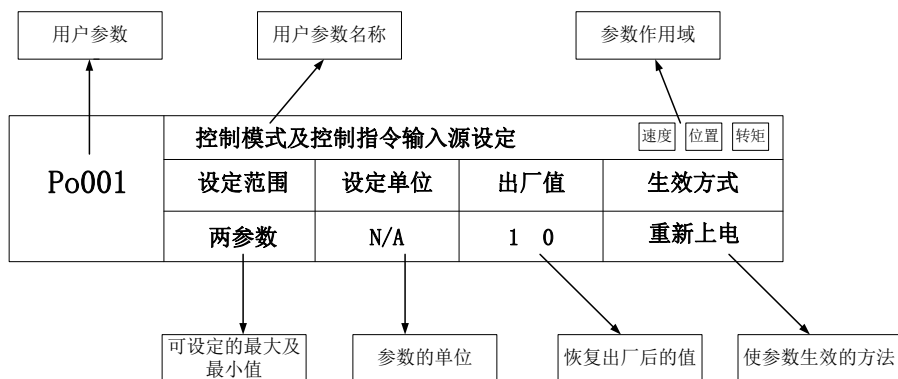 用户参数
用户参数名称
参数作用域
控制模式及控制指令输入源设定
速度 位置 转矩
Po001
设定范围 设定单位 出厂值 生效方式
两参数 N/A 1 0 重新上电
可设定的最大及
最小值
参数的单位
恢复出厂后的值
使参数生效的方法